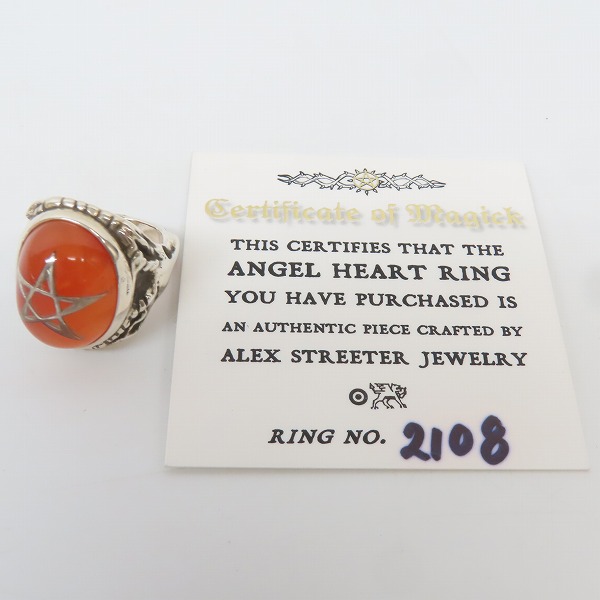 Certificate of Magick
THIS CERTIFIES THAT THE
ANGEL HEART RING
YOU HAVE PURCHASED IS
AN AUTHENTIC PIECE CRAFTED BY
ALEX STREETER JEWELRY
RING NO. 2108